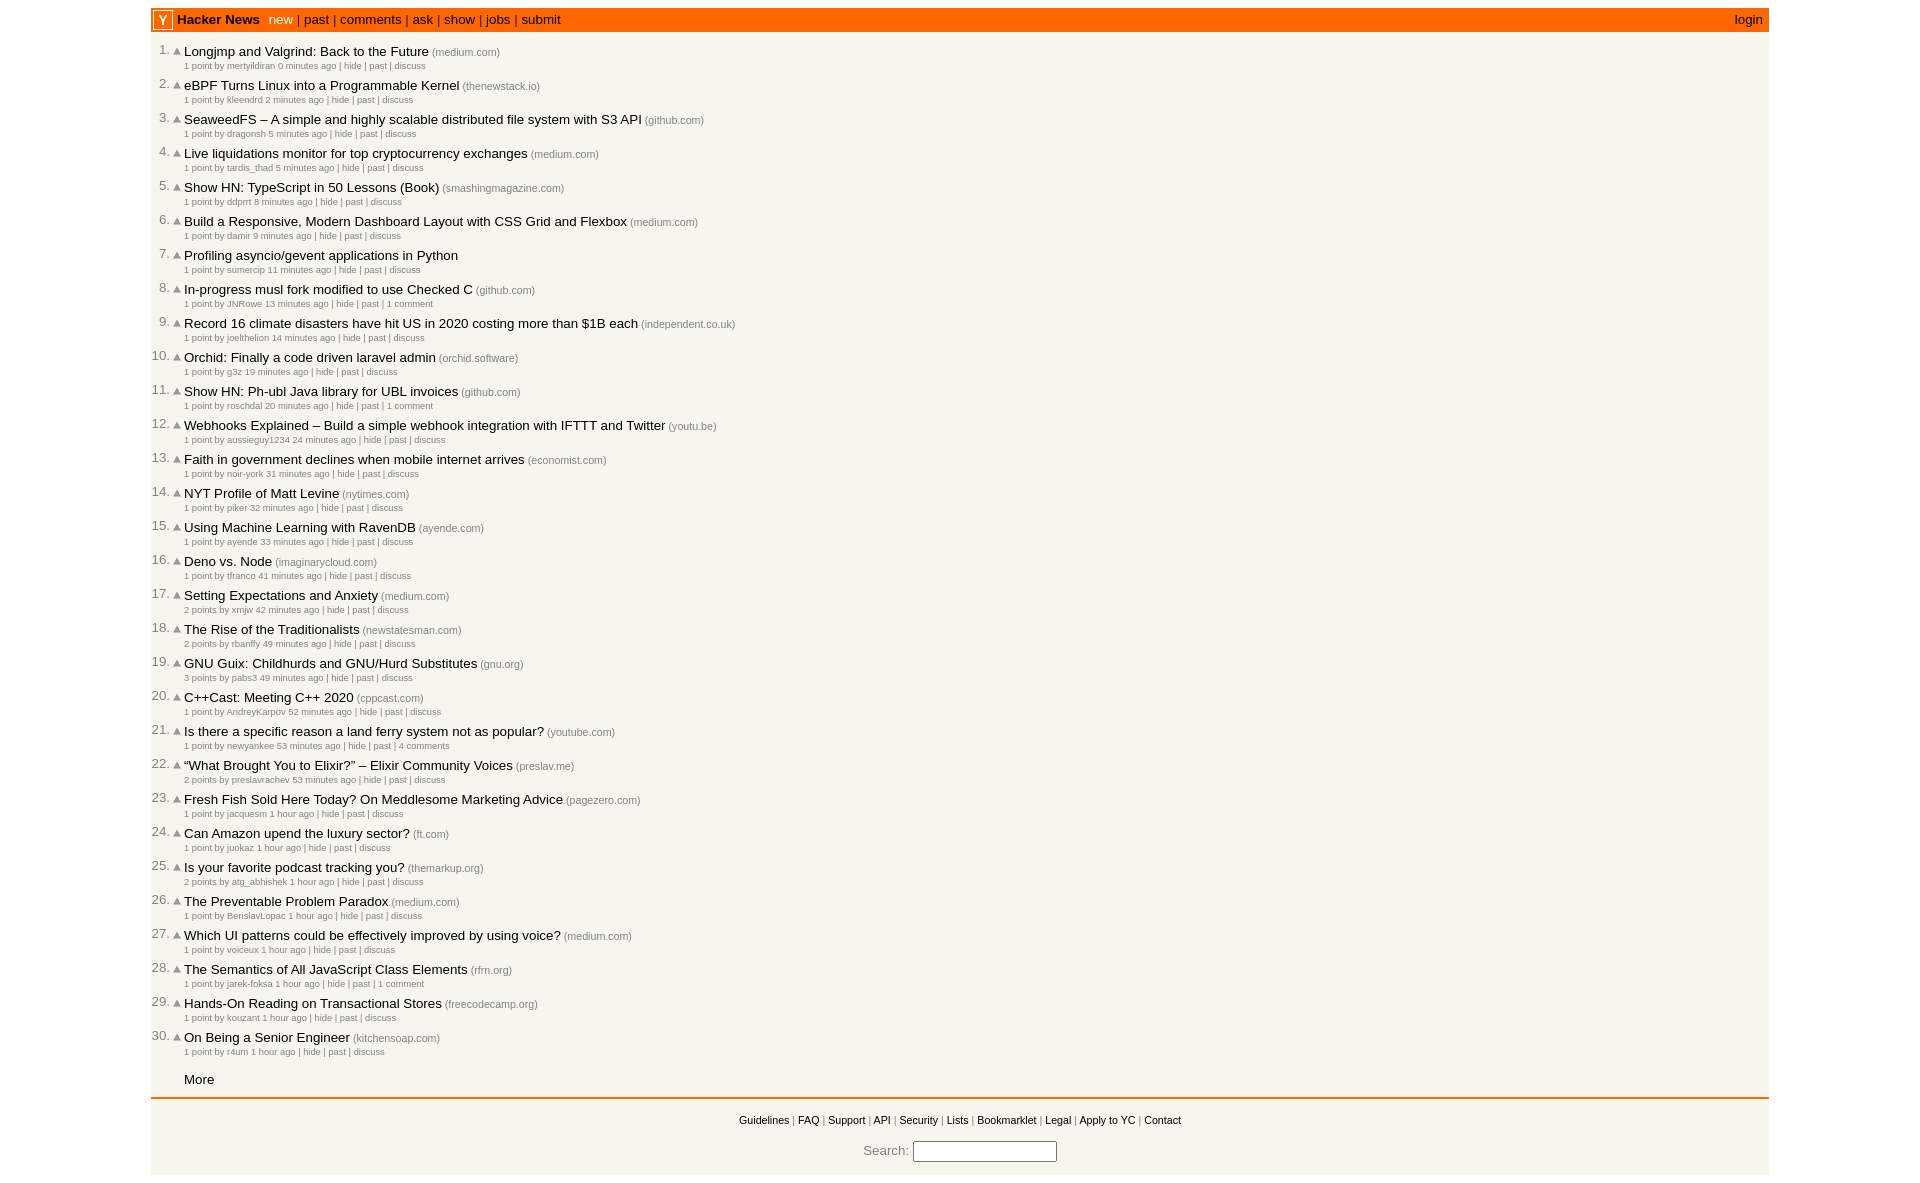 Y Hacker News new | past | comments | ask | show | jobs | submit login
1. Longjmp and Valgrind: Back to the Future (medium.com)
1 point by mertyildiran 0 minutes ago | hide | past | discuss
2. eBPF Turns Linux into a Programmable Kernel (thenewstack.io)
1 point by kleendrd 2 minutes ago | hide | past | discuss
3. SeaweedFS – A simple and highly scalable distributed file system with S3 API (github.com)
1 point by dragonsh 5 minutes ago | hide | past | discuss
4. Live liquidations monitor for top cryptocurrency exchanges (medium.com)
1 point by tardis_thad 5 minutes ago | hide | past | discuss
5. Show HN: TypeScript in 50 Lessons (Book) (smashingmagazine.com)
1 point by ddprrt 8 minutes ago | hide | past | discuss
6. Build a Responsive, Modern Dashboard Layout with CSS Grid and Flexbox (medium.com)
1 point by damir 9 minutes ago | hide | past | discuss
7. Profiling asyncio/gevent applications in Python
1 point by sumercip 11 minutes ago | hide | past | discuss
8. In-progress musl fork modified to use Checked C (github.com)
1 point by JNRowe 13 minutes ago | hide | past | 1 comment
9. Record 16 climate disasters have hit US in 2020 costing more than $1B each (independent.co.uk)
1 point by joelthelion 14 minutes ago | hide | past | discuss
10. Orchid: Finally a code driven laravel admin (orchid.software)
1 point by g3z 19 minutes ago | hide | past | discuss
11. Show HN: Ph-ubl Java library for UBL invoices (github.com)
1 point by roschdal 20 minutes ago | hide | past | 1 comment
12. Webhooks Explained – Build a simple webhook integration with IFTTT and Twitter (youtu.be)
1 point by aussieguy1234 24 minutes ago | hide | past | discuss
13. Faith in government declines when mobile internet arrives (economist.com)
1 point by noir-york 31 minutes ago | hide | past | discuss
14. NYT Profile of Matt Levine (nytimes.com)
1 point by piker 32 minutes ago | hide | past | discuss
15. Using Machine Learning with RavenDB (ayende.com)
1 point by ayende 33 minutes ago | hide | past | discuss
16. Deno vs. Node (imaginarycloud.com)
1 point by tfranco 41 minutes ago | hide | past | discuss
17. Setting Expectations and Anxiety (medium.com)
2 points by xmjw 42 minutes ago | hide | past | discuss
18. The Rise of the Traditionalists (newstatesman.com)
2 points by rbanffy 49 minutes ago | hide | past | discuss
19. GNU Guix: Childhurds and GNU/Hurd Substitutes (gnu.org)
3 points by pabs3 49 minutes ago | hide | past | discuss
20. C++Cast: Meeting C++ 2020 (cppcast.com)
1 point by AndreyKarpov 52 minutes ago | hide | past | discuss
21. Is there a specific reason a land ferry system not as popular? (youtube.com)
1 point by newyankee 53 minutes ago | hide | past | 4 comments
22. “What Brought You to Elixir?” – Elixir Community Voices (preslav.me)
2 points by preslavrachev 53 minutes ago | hide | past | discuss
23. Fresh Fish Sold Here Today? On Meddlesome Marketing Advice (pagezero.com)
1 point by jacquesm 1 hour ago | hide | past | discuss
24. Can Amazon upend the luxury sector? (ft.com)
1 point by juokaz 1 hour ago | hide | past | discuss
25. Is your favorite podcast tracking you? (themarkup.org)
2 points by atg_abhishek 1 hour ago | hide | past | discuss
26. The Preventable Problem Paradox (medium.com)
1 point by BerislavLopac 1 hour ago | hide | past | discuss
27. Which UI patterns could be effectively improved by using voice? (medium.com)
1 point by voiceux 1 hour ago | hide | past | discuss
28. The Semantics of All JavaScript Class Elements (rfrn.org)
1 point by jarek-foksa 1 hour ago | hide | past | 1 comment
29. Hands-On Reading on Transactional Stores (freecodecamp.org)
1 point by kouzant 1 hour ago | hide | past | discuss
30. On Being a Senior Engineer (kitchensoap.com)
1 point by r4um 1 hour ago | hide | past | discuss
More
Guidelines | FAQ | Support | API | Security | Lists | Bookmarklet | Legal | Apply to YC | Contact
Search: